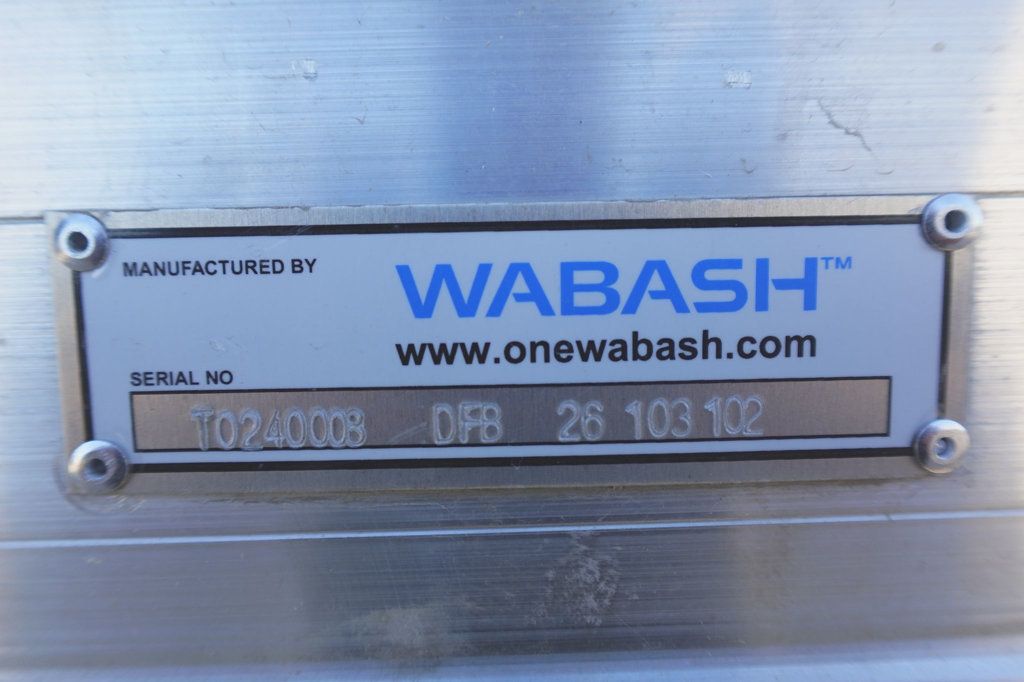 MANUFACTURED BY
WABASH™
www.onewabash.com
SERIAL NO
T0240008 DFB 26 103 102